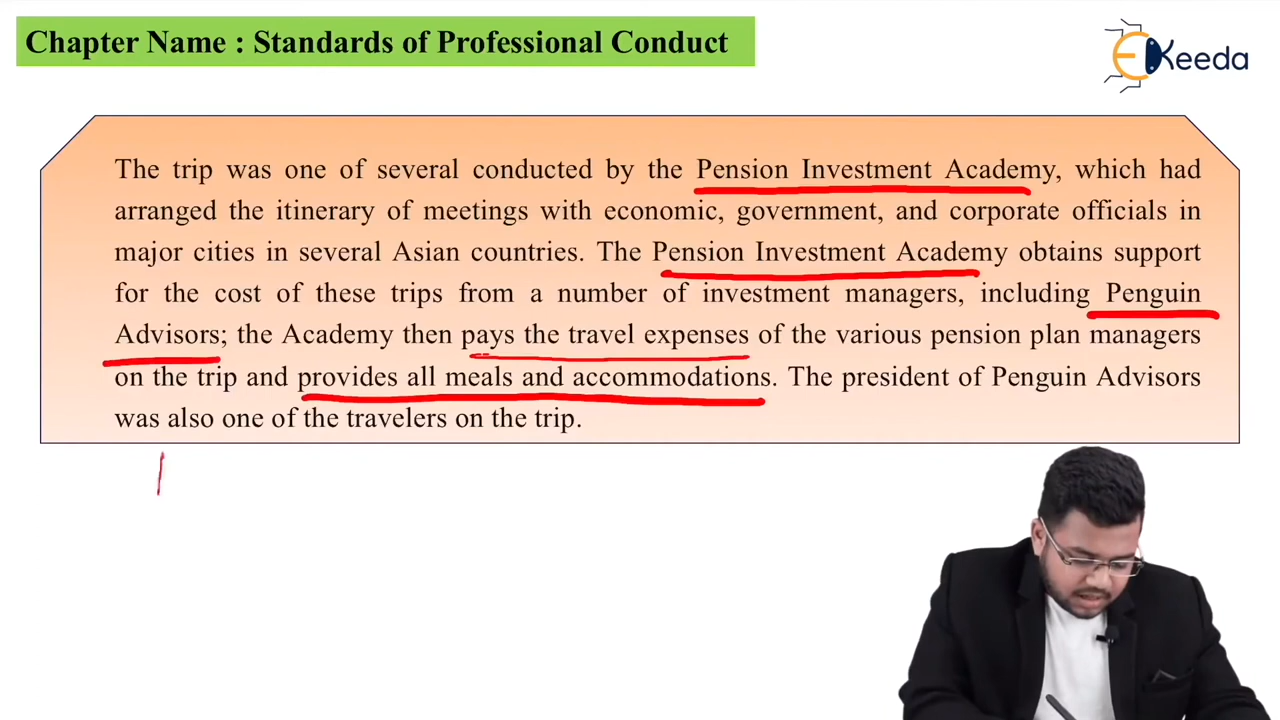 Chapter Name : Standards of Professional Conduct
EKeeda
The trip was one of several conducted by the Pension Investment Academy, which had
arranged the itinerary of meetings with economic, government, and corporate officials in
major cities in several Asian countries. The Pension Investment Academy obtains support
for the cost of these trips from a number of investment managers, including Penguin
Advisors; the Academy then pays the travel expenses of the various pension plan managers
on the trip and provides all meals and accommodations. The president of Penguin Advisors
was also one of the travelers on the trip.